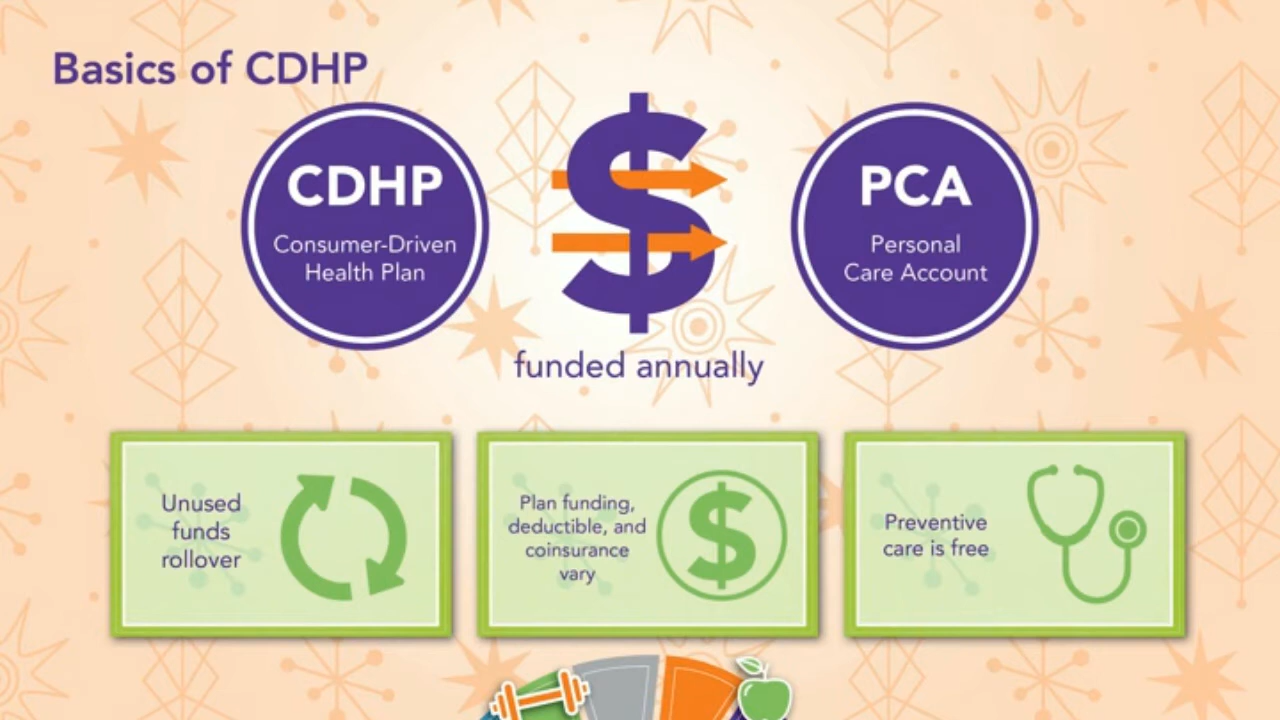 Basics of CDHP
CDHP
Consumer-Driven
Health Plan
$
PCA
Personal
Care Account
funded annually
Unused
funds
rollover
Plan funding,
deductible, and
coinsurance
vary
$
Preventive
care is free